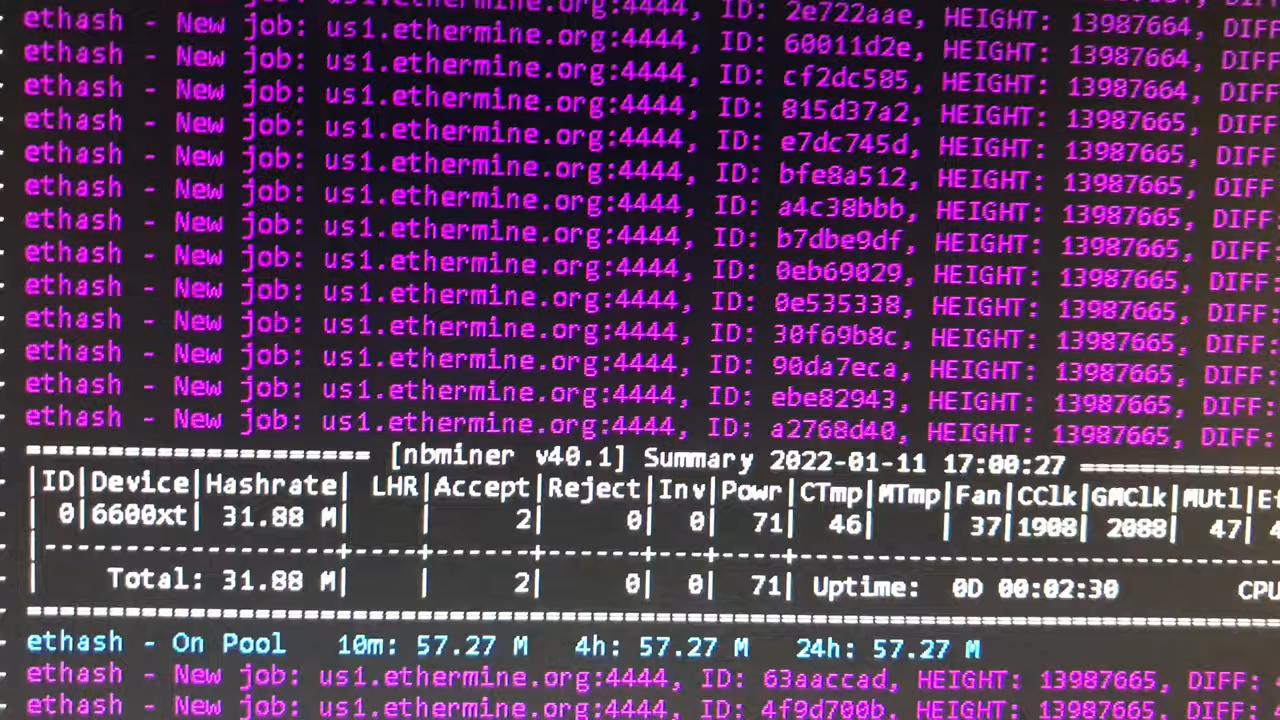 ethash - New job: us1.ethermine.org:4444, ID: 2e722aae, HEIGHT: 13987664, DIFF
ethash - New job: us1.ethermine.org:4444, ID: 60011d2e, HEIGHT: 13987664, DIFF
ethash - New job: us1.ethermine.org:4444, ID: cf2dc585, HEIGHT: 13987664, DIFF
ethash - New job: us1.ethermine.org:4444, ID: 815d37a2, HEIGHT: 13987665, DIFF
ethash - New job: us1.ethermine.org:4444, ID: e7dc745d, HEIGHT: 13987665, DIFF
ethash - New job: us1.ethermine.org:4444, ID: bfe8a512, HEIGHT: 13987665, DIFF
ethash - New job: us1.ethermine.org:4444, ID: a4c38bbb, HEIGHT: 13987665, DIFF
ethash - New job: us1.ethermine.org:4444, ID: b7dbe9df, HEIGHT: 13987665, DIFF:
ethash - New job: us1.ethermine.org:4444, ID: 0eb69029, HEIGHT: 13987665, DIFF:
ethash - New job: us1.ethermine.org:4444, ID: 0e535338, HEIGHT: 13987665, DIFF:
ethash - New job: us1.ethermine.org:4444, ID: 30f69b8c, HEIGHT: 13987665, DIFF:
ethash - New job: us1.ethermine.org:4444, ID: 90da7eca, HEIGHT: 13987665, DIFF:
ethash - New job: us1.ethermine.org:4444, ID: ebe82943, HEIGHT: 13987665, DIFF:
ethash - New job: us1.ethermine.org:4444, ID: a2768d40, HEIGHT: 13987665, DIFF:
===================== [nbminer v40.1] Summary 2022-01-11 17:00:27 =============
|ID|Device|Hashrate| LHR|Accept|Reject|Inv|Powr|CTmp|MTmp|Fan|CClk|GMClk|MUtl|
| 0|6600xt| 31.88 M| | 2| 0| 0| 71| 46| | 37|1908| 2088| 47|
|------------------+----+------+------+---+----+------------------------------
| Total: 31.88 M| | 2| 0| 0| 71| Uptime: 0D 00:02:30 CPU
===============================================================================
ethash - On Pool 10m: 57.27 M 4h: 57.27 M 24h: 57.27 M
ethash - New job: us1.ethermine.org:4444, ID: 63aaccad, HEIGHT: 13987665, DIFF:
ethash - New job: us1.ethermine.org:4444, ID: 4f9d700b, HEIGHT: 13987665, DIFF: